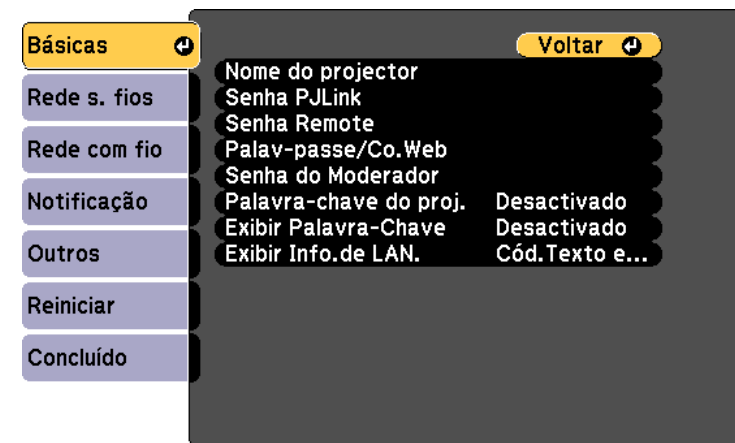 Básicas
Rede s. fios
Rede com fio
Notificação
Outros
Reiniciar
Concluído
Voltar
Nome do projector
Senha PJLink
Senha Remote
Palav-passe/Co.Web
Senha do Moderador
Palavra-chave do proj. Desactivado
Exibir Palavra-Chave Desactivado
Exibir Info.de LAN. Cód.Texto e...